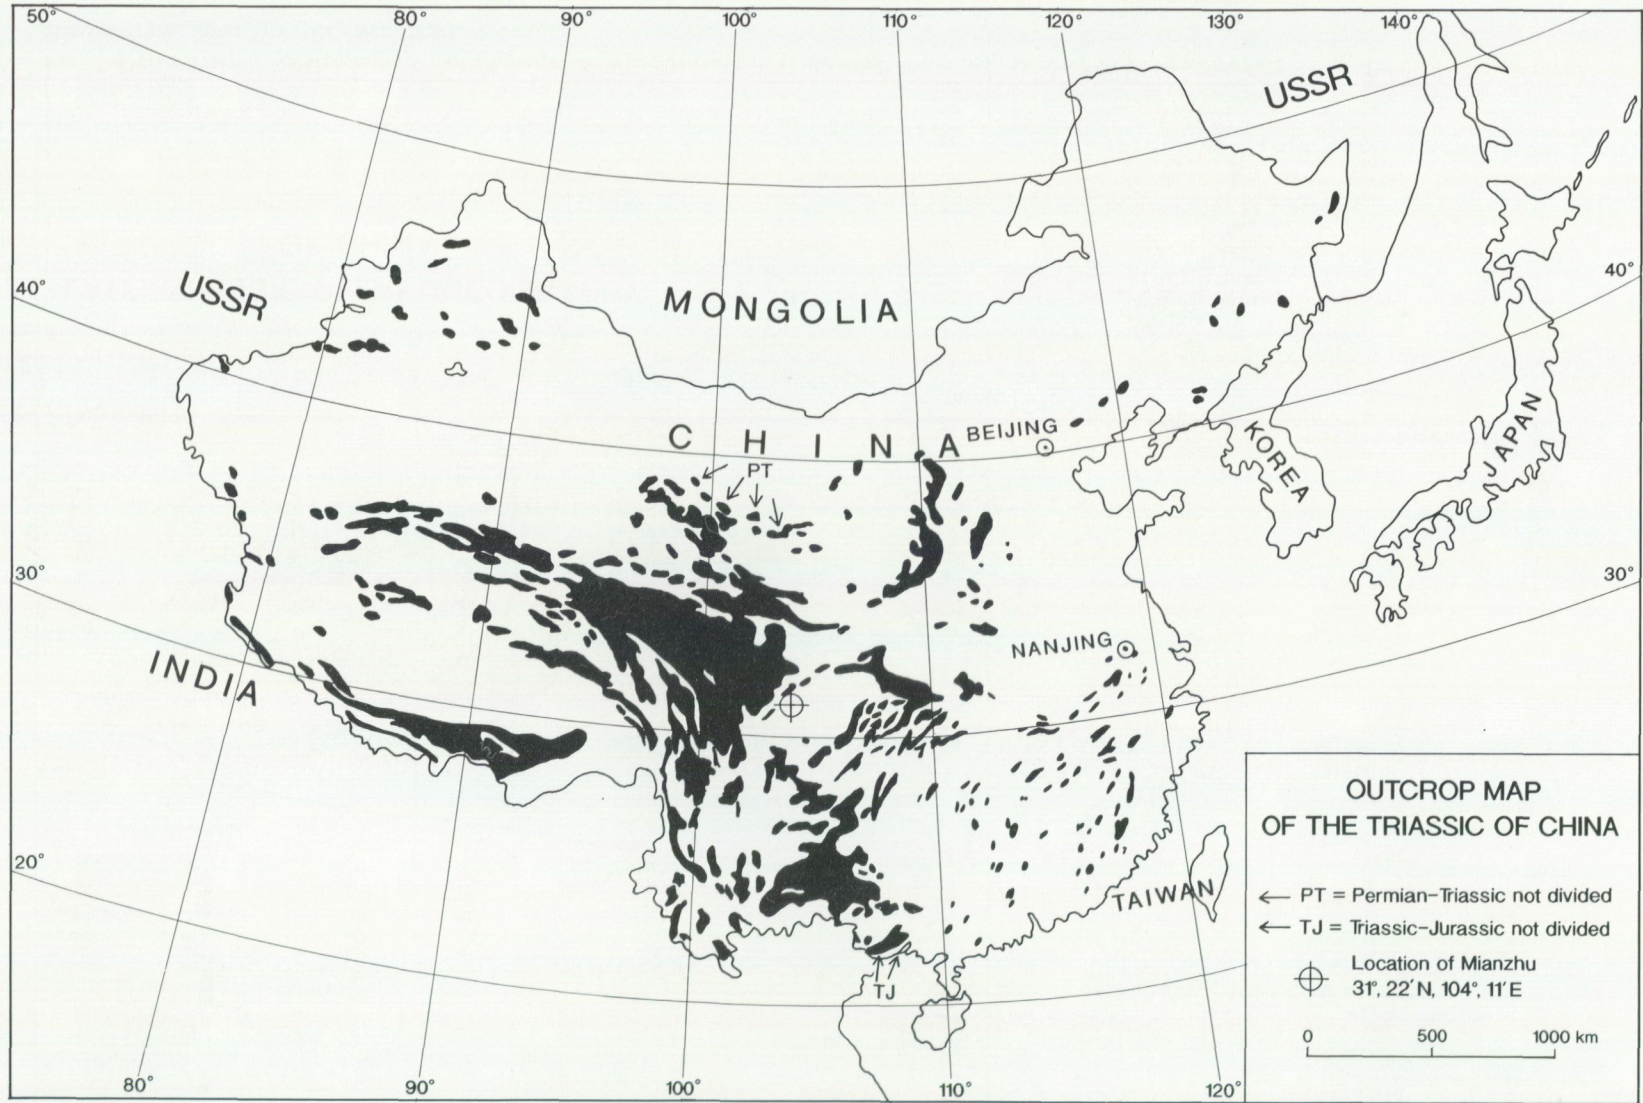 50° 80° 90° 100° 110° 120° 130° 140°
USSR
USSR
40°
MONGOLIA
40°
CHINA
BEIJING
KOREA
JAPAN
PT
30°
30°
NANJING
INDIA
20°
TAIWAN
TJ
80° 90° 100° 110° 120°
OUTCROP MAP
OF THE TRIASSIC OF CHINA
← PT = Permian-Triassic not divided
← TJ = Triassic-Jurassic not divided
Location of Mianzhu
31°, 22′N, 104°, 11′E
0 500 1000 km